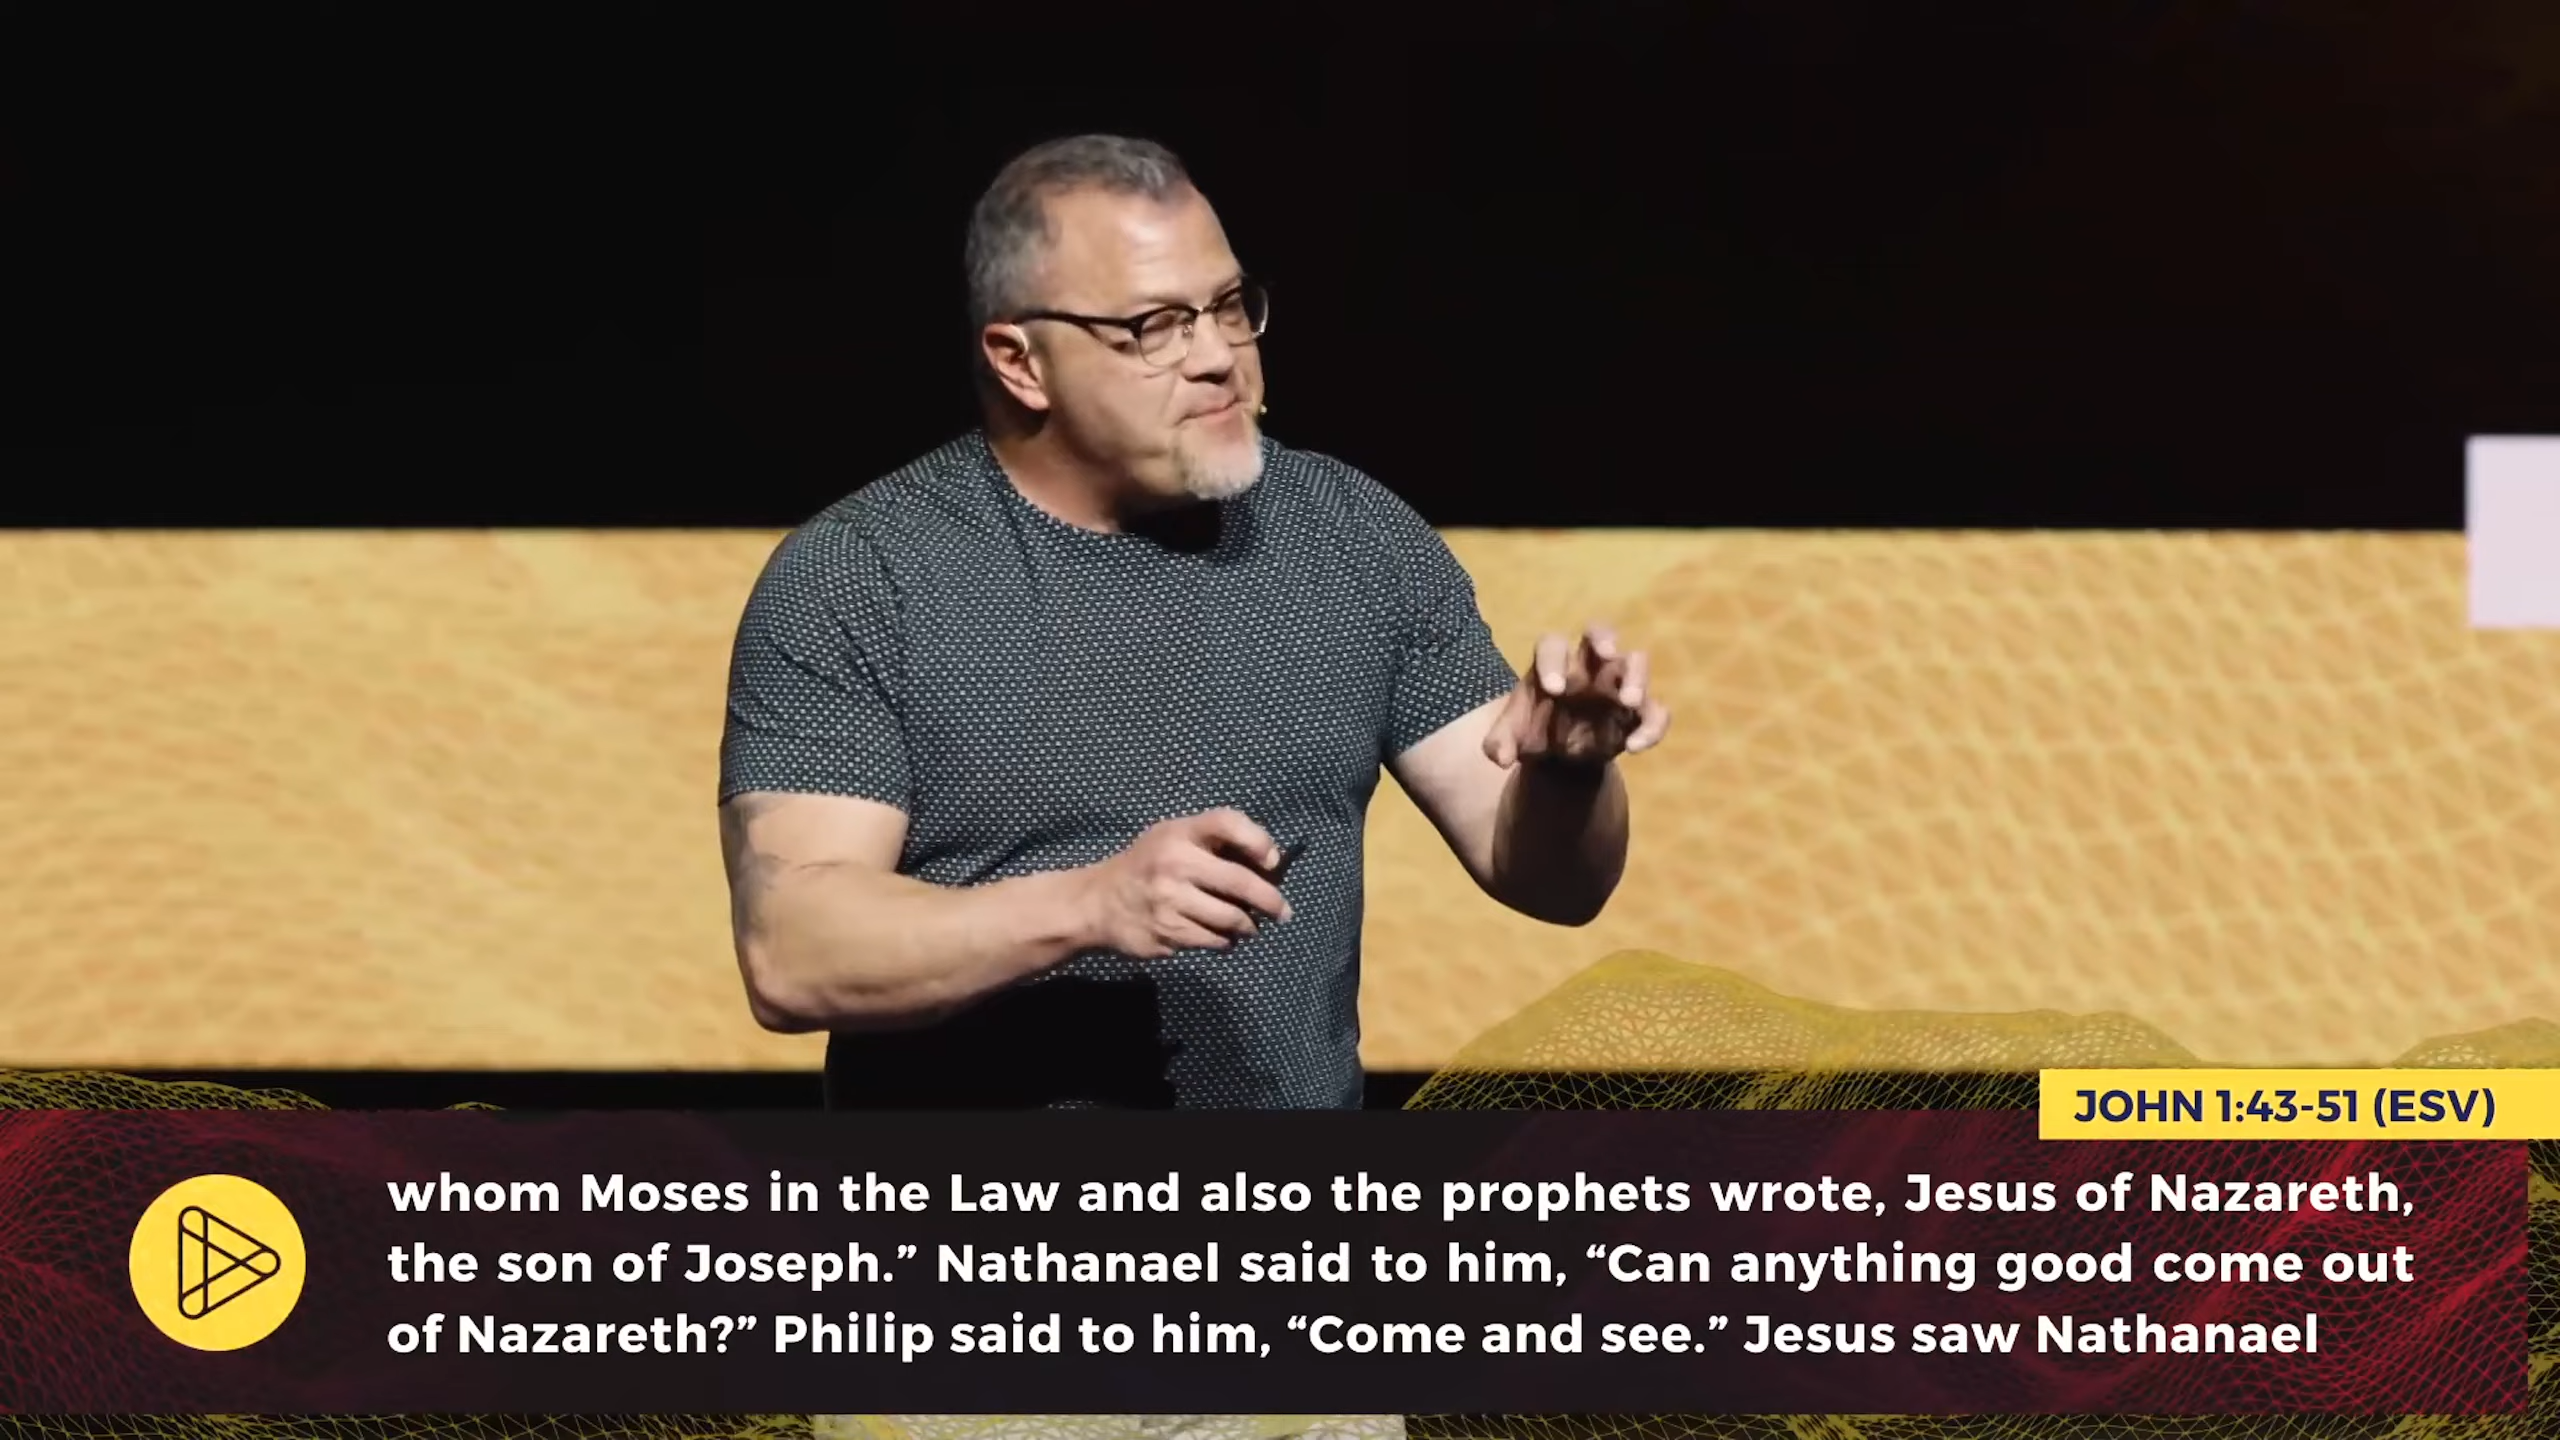 JOHN 1:43-51 (ESV)
whom Moses in the Law and also the prophets wrote, Jesus of Nazareth,
the son of Joseph.” Nathanael said to him, “Can anything good come out
of Nazareth?” Philip said to him, “Come and see.” Jesus saw Nathanael